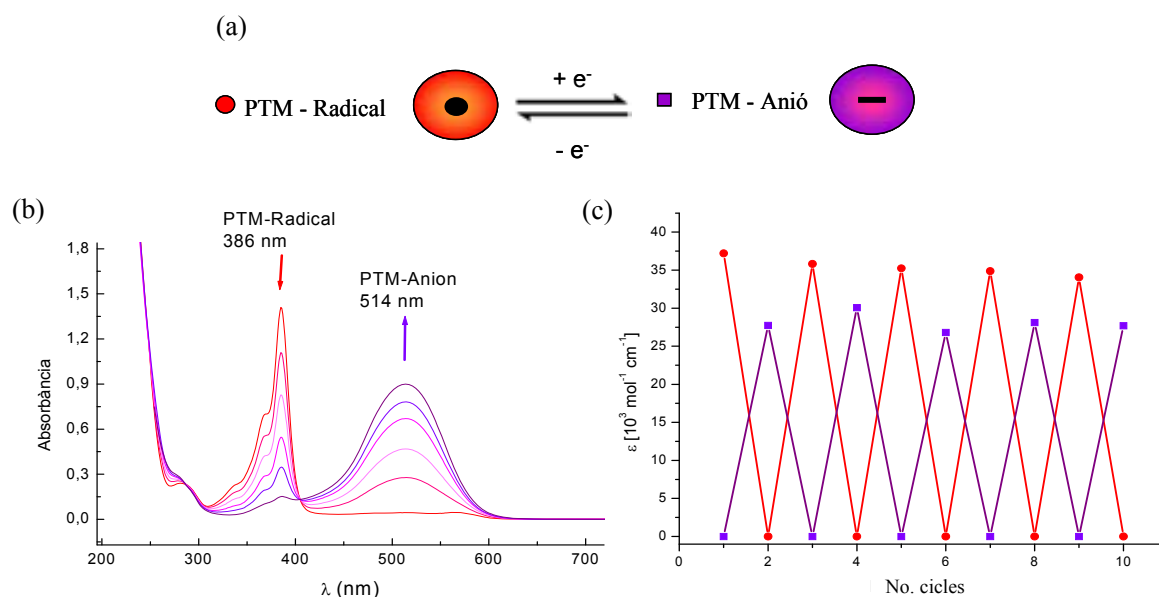 (a)
PTM - Radical
+ e-
- e-
PTM - Anió
(b)
PTM-Radical
386 nm
PTM-Anion
514 nm
Absorbància
1,8
1,5
1,2
0,9
0,6
0,3
0,0
200 300 400 500 600 700
λ (nm)
(c)
ε [10³ mol⁻¹ cm⁻¹]
40
35
30
25
20
15
10
5
0
0 2 4 6 8 10
No. cicles